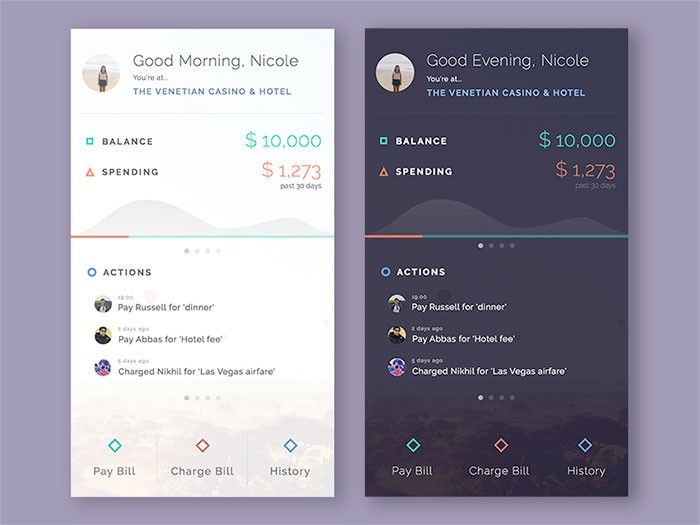 Good Morning, Nicole
You're at...
THE VENETIAN CASINO & HOTEL
BALANCE $ 10,000
SPENDING $ 1,273
past 30 days
ACTIONS
19:00
Pay Russell for 'dinner'
2 days ago
Pay Abbas for 'Hotel fee'
5 days ago
Charged Nikhil for 'Las Vegas airfare'
Pay Bill Charge Bill History
Good Evening, Nicole
You're at...
THE VENETIAN CASINO & HOTEL
BALANCE $ 10,000
SPENDING $ 1,273
past 30 days
ACTIONS
19:00
Pay Russell for 'dinner'
2 days ago
Pay Abbas for 'Hotel fee'
5 days ago
Charged Nikhil for 'Las Vegas airfare'
Pay Bill Charge Bill History